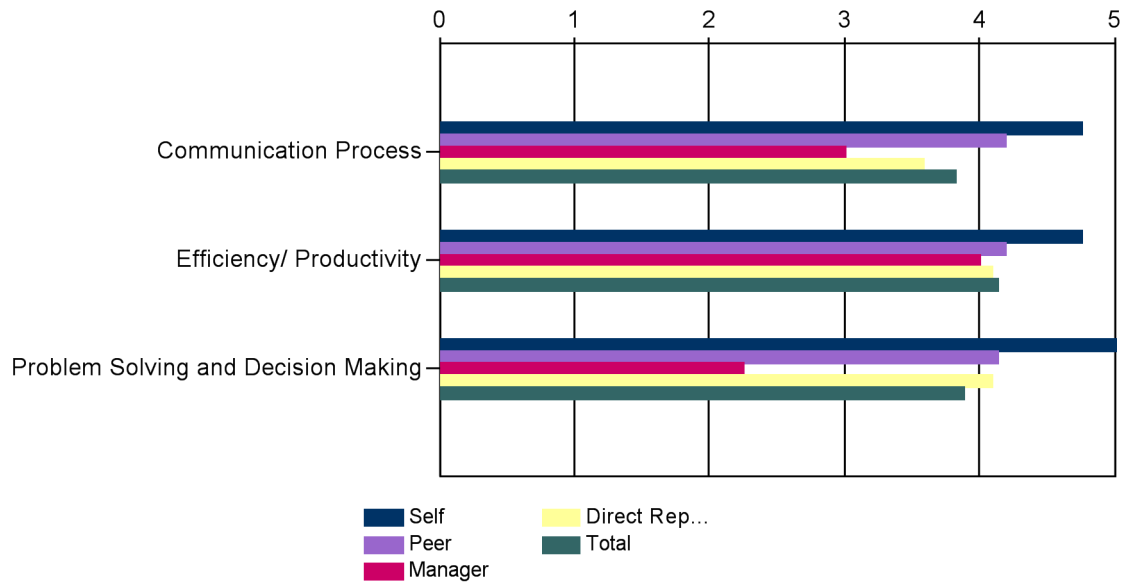 0 1 2 3 4 5
Communication Process
Efficiency/ Productivity
Problem Solving and Decision Making
Self
Peer
Manager
Direct Rep...
Total